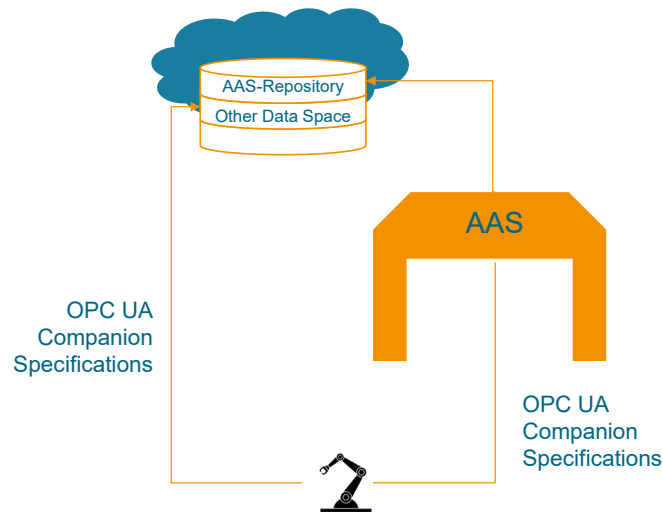 AAS-Repository
Other Data Space
AAS
OPC UA
Companion
Specifications
OPC UA
Companion
Specifications